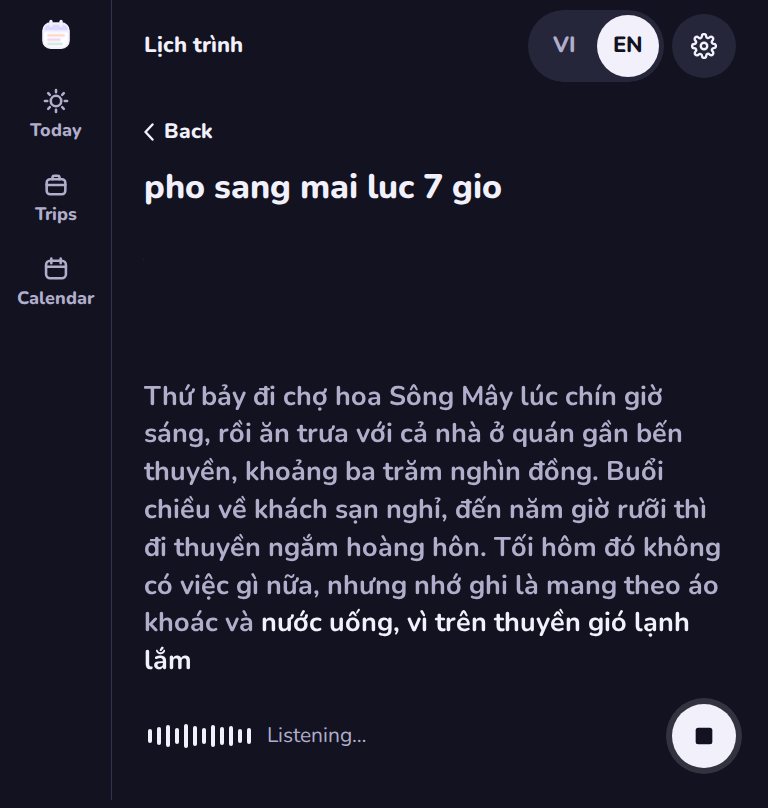 Lịch trình
VI
EN
Today
Trips
Calendar
Back
pho sang mai luc 7 gio
Thứ bảy đi chợ hoa Sông Mây lúc chín giờ
sáng, rồi ăn trưa với cả nhà ở quán gần bến
thuyền, khoảng ba trăm nghìn đồng. Buổi
chiều về khách sạn nghỉ, đến năm giờ rưỡi thì
đi thuyền ngắm hoàng hôn. Tối hôm đó không
có việc gì nữa, nhưng nhớ ghi là mang theo áo
khoác và nước uống, vì trên thuyền gió lạnh
lắm
Listening...